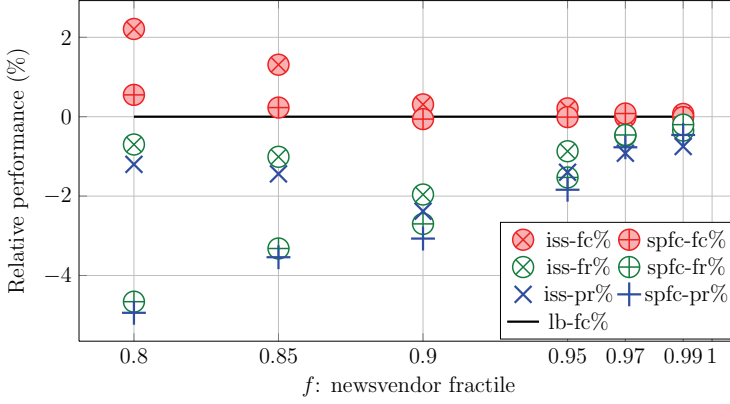 2
0
−2
−4
Relative performance (%)
iss-fc% spfc-fc%
iss-fr% spfc-fr%
iss-pr% spfc-pr%
lb-fc%
0.8 0.85 0.9 0.95 0.97 0.99 1
f: newsvendor fractile